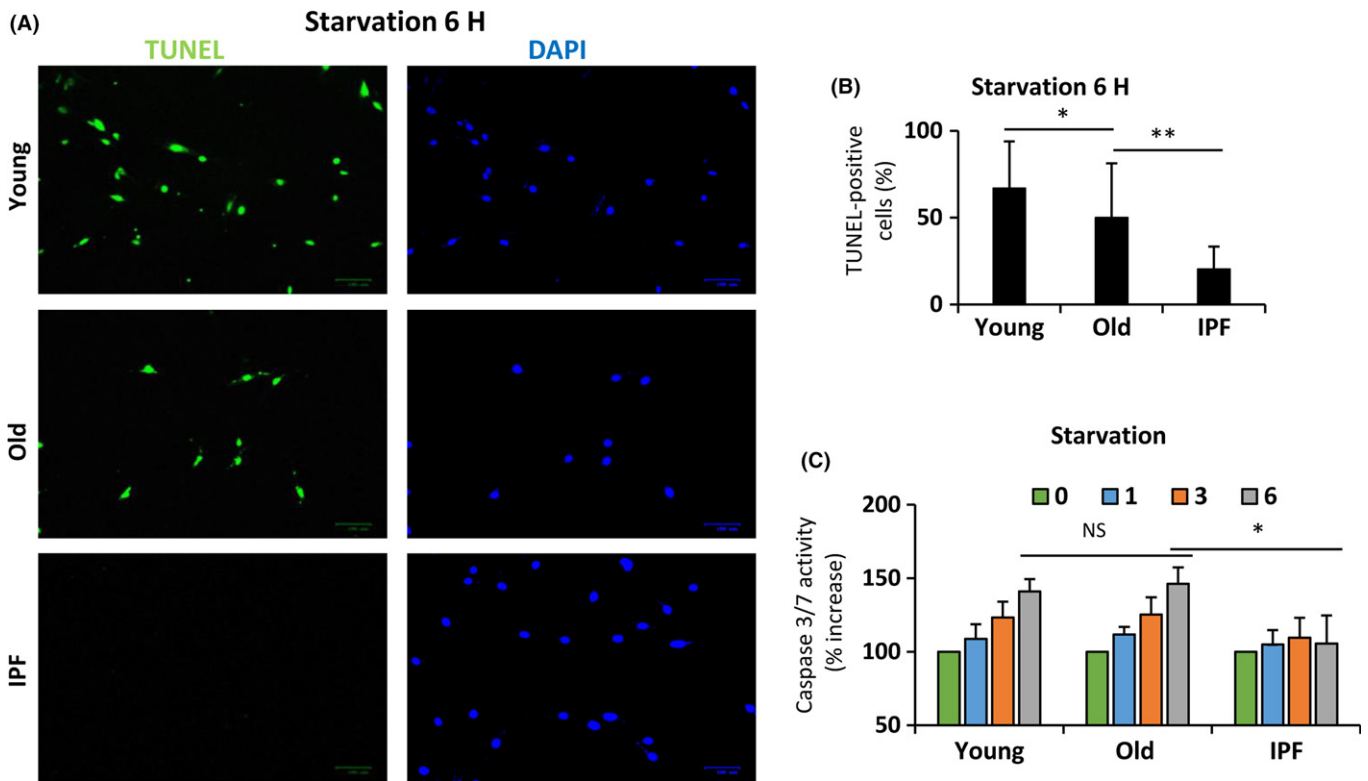 (A)
Starvation 6 H
TUNEL
DAPI
Young
Old
IPF
(B)
Starvation 6 H
TUNEL-positive
cells (%)
100
50
0
*
**
Young
Old
IPF
(C)
Starvation
0
1
3
6
Caspase 3/7 activity
(% increase)
200
150
100
50
NS
*
Young
Old
IPF